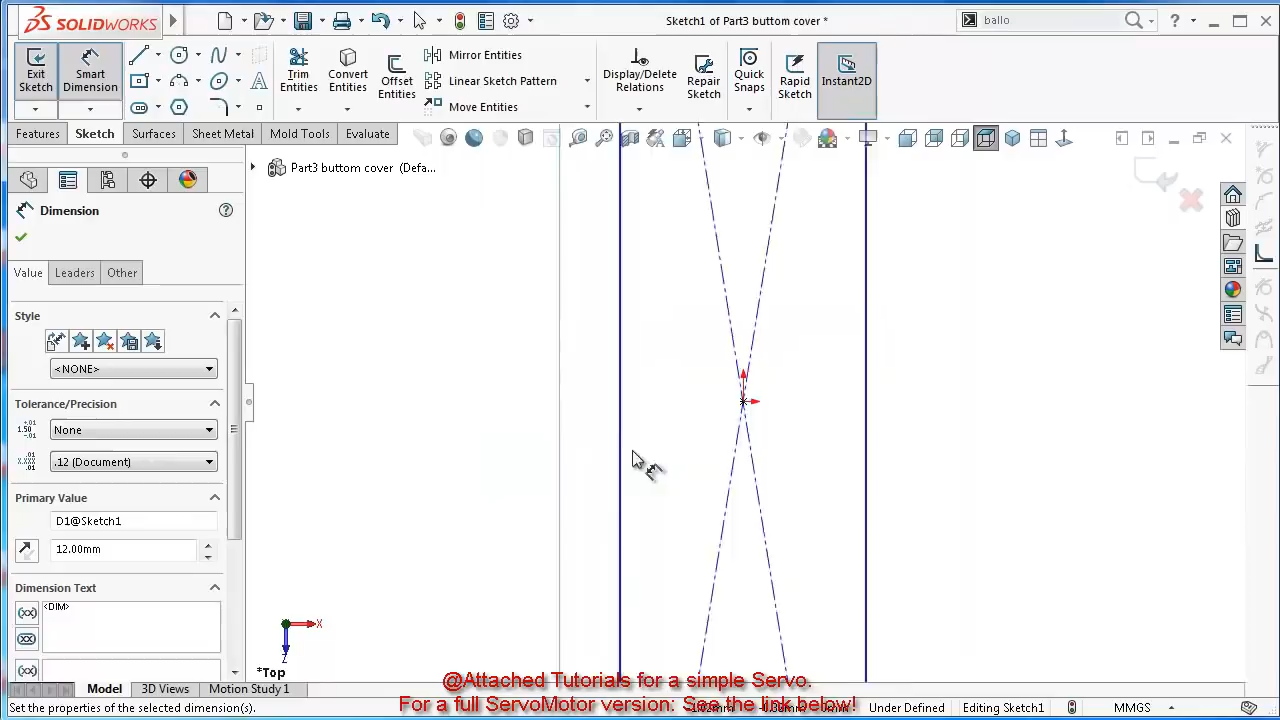 SOLIDWORKS
Sketch1 of Part3 buttom cover *
ballo
Exit Sketch
Smart Dimension
Trim Entities
Convert Entities
Offset Entities
Mirror Entities
Linear Sketch Pattern
Move Entities
Display/Delete Relations
Repair Sketch
Quick Snaps
Rapid Sketch
Instant2D
Features
Sketch
Surfaces
Sheet Metal
Mold Tools
Evaluate
Part3 buttom cover (Defa...
Dimension
Value
Leaders
Other
Style
<NONE>
Tolerance/Precision
None
.12 (Document)
Primary Value
D1@Sketch1
12.00mm
Dimension Text
<DIM>
X
Z
*Top
Model
3D Views
Motion Study 1
@Attached Tutorials for a simple Servo.
For a full ServoMotor version: See the link below!
Set the properties of the selected dimension(s).
Under Defined
Editing Sketch1
MMGS